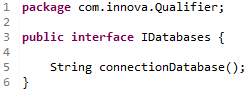 1 package com.innova.Qualifier;
2
3 public interface IDatabases {
4
5     String connectionDatabase();
6 }